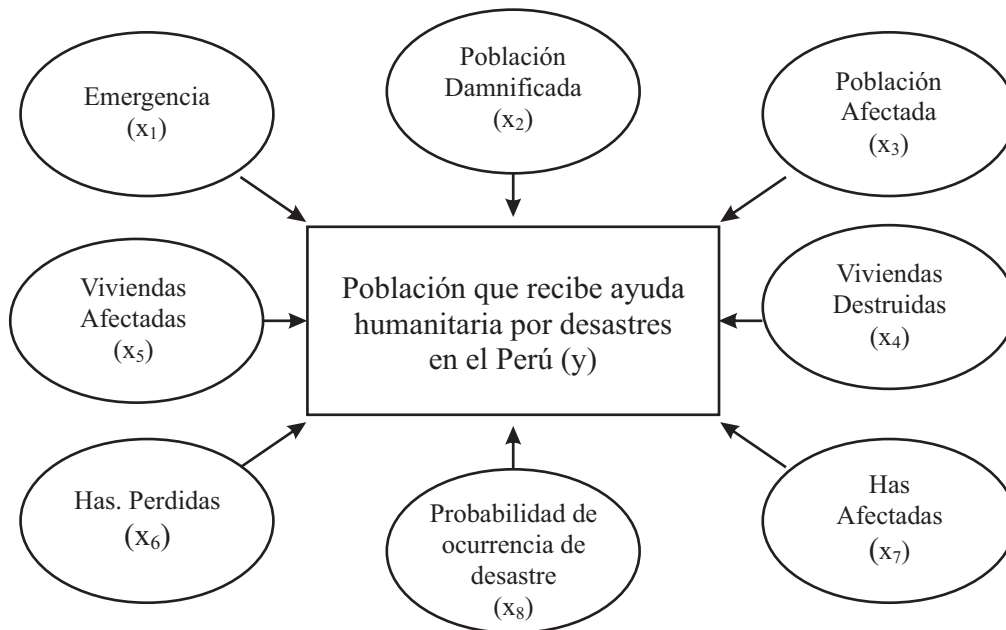 Emergencia
(x₁)
Población
Damnificada
(x₂)
Población
Afectada
(x₃)
Viviendas
Afectadas
(x₅)
Población que recibe ayuda
humanitaria por desastres
en el Perú (y)
Viviendas
Destruidas
(x₄)
Has. Perdidas
(x₆)
Probabilidad de
ocurrencia de
desastre
(x₈)
Has
Afectadas
(x₇)